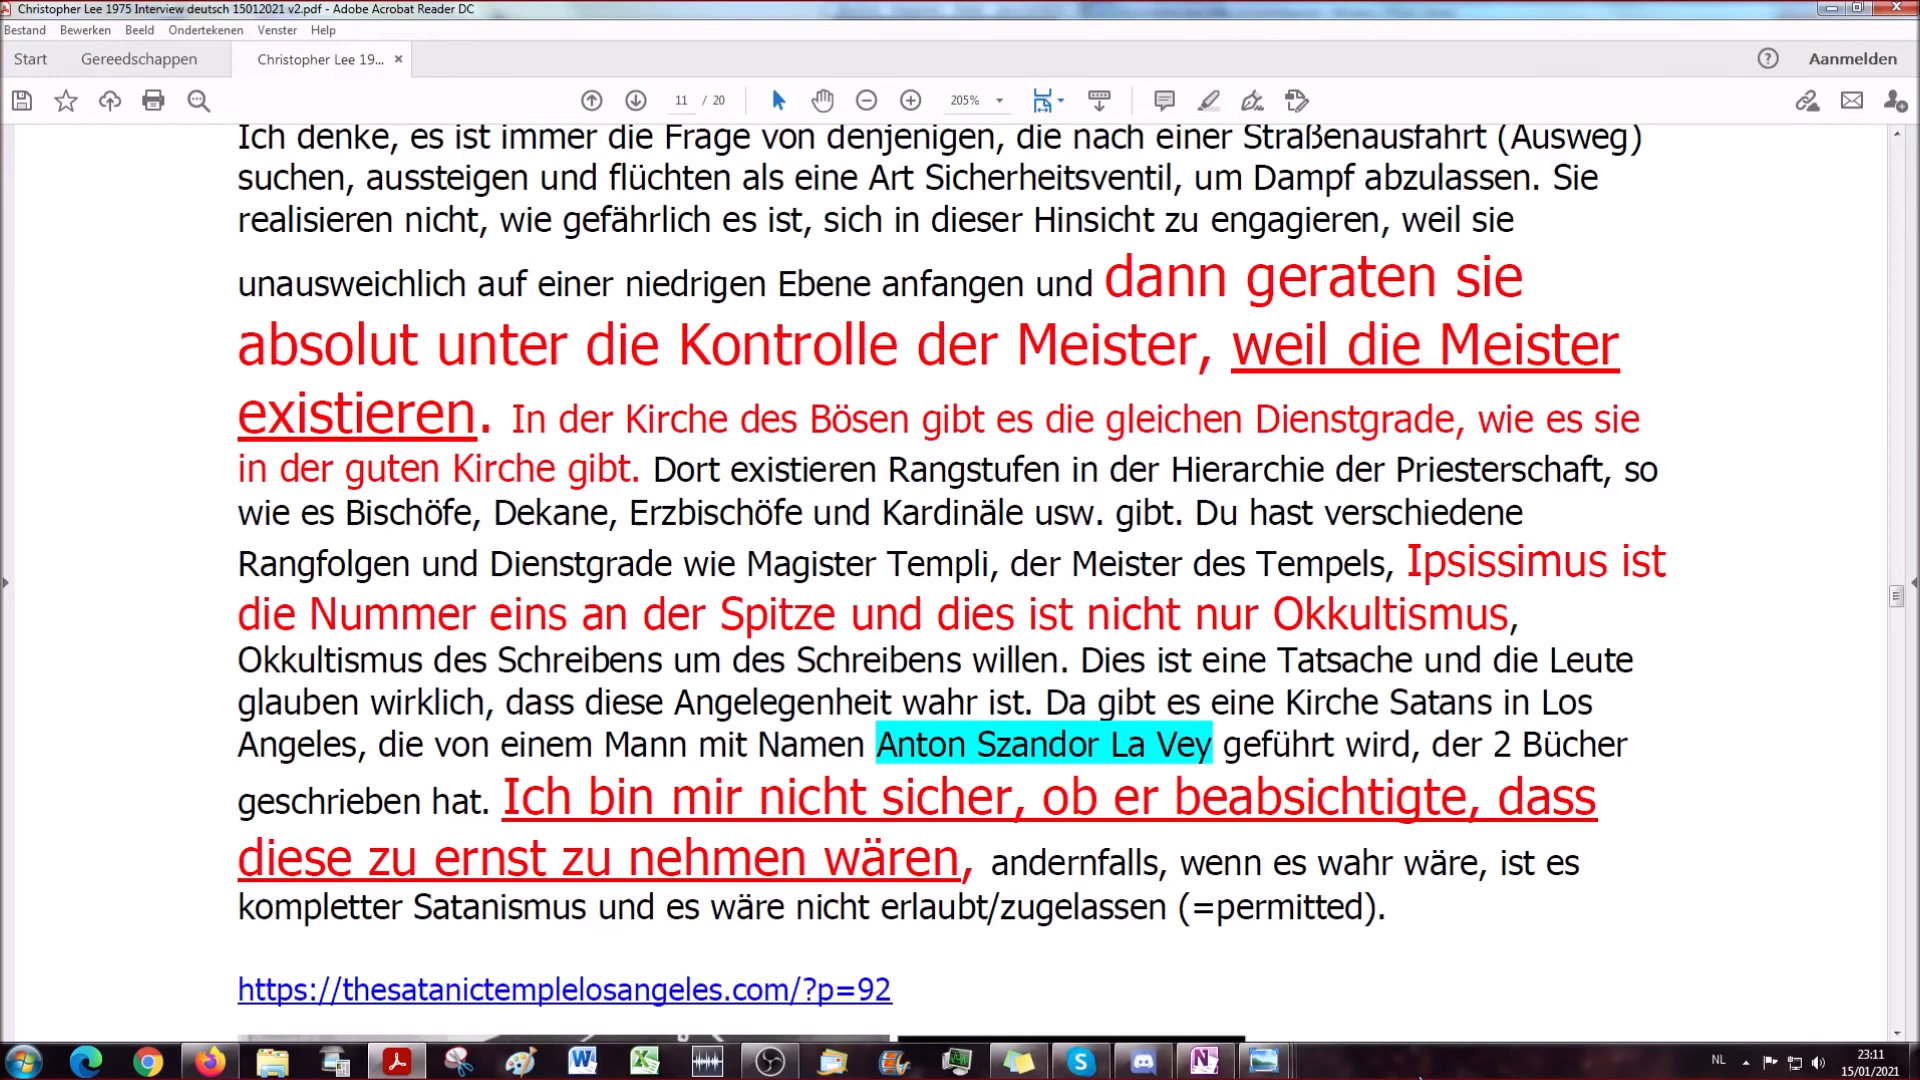 Christopher Lee 1975 Interview deutsch 15012021 v2.pdf - Adobe Acrobat Reader DC
Bestand Bewerken Beeld Ondertekenen Venster Help
Start Gereedschappen Christopher Lee 19... × Aanmelden
11 / 20 205%
Ich denke, es ist immer die Frage von denjenigen, die nach einer Straßenausfahrt (Ausweg)
suchen, aussteigen und flüchten als eine Art Sicherheitsventil, um Dampf abzulassen. Sie
realisieren nicht, wie gefährlich es ist, sich in dieser Hinsicht zu engagieren, weil sie
unausweichlich auf einer niedrigen Ebene anfangen und dann geraten sie
absolut unter die Kontrolle der Meister, weil die Meister
existieren. In der Kirche des Bösen gibt es die gleichen Dienstgrade, wie es sie
in der guten Kirche gibt. Dort existieren Rangstufen in der Hierarchie der Priesterschaft, so
wie es Bischöfe, Dekane, Erzbischöfe und Kardinäle usw. gibt. Du hast verschiedene
Rangfolgen und Dienstgrade wie Magister Templi, der Meister des Tempels, Ipsissimus ist
die Nummer eins an der Spitze und dies ist nicht nur Okkultismus,
Okkultismus des Schreibens um des Schreibens willen. Dies ist eine Tatsache und die Leute
glauben wirklich, dass diese Angelegenheit wahr ist. Da gibt es eine Kirche Satans in Los
Angeles, die von einem Mann mit Namen Anton Szandor La Vey geführt wird, der 2 Bücher
geschrieben hat. Ich bin mir nicht sicher, ob er beabsichtigte, dass
diese zu ernst zu nehmen wären, andernfalls, wenn es wahr wäre, ist es
kompletter Satanismus und es wäre nicht erlaubt/zugelassen (=permitted).
https://thesatanictemplelosangeles.com/?p=92
NL 23:11
15/01/2021